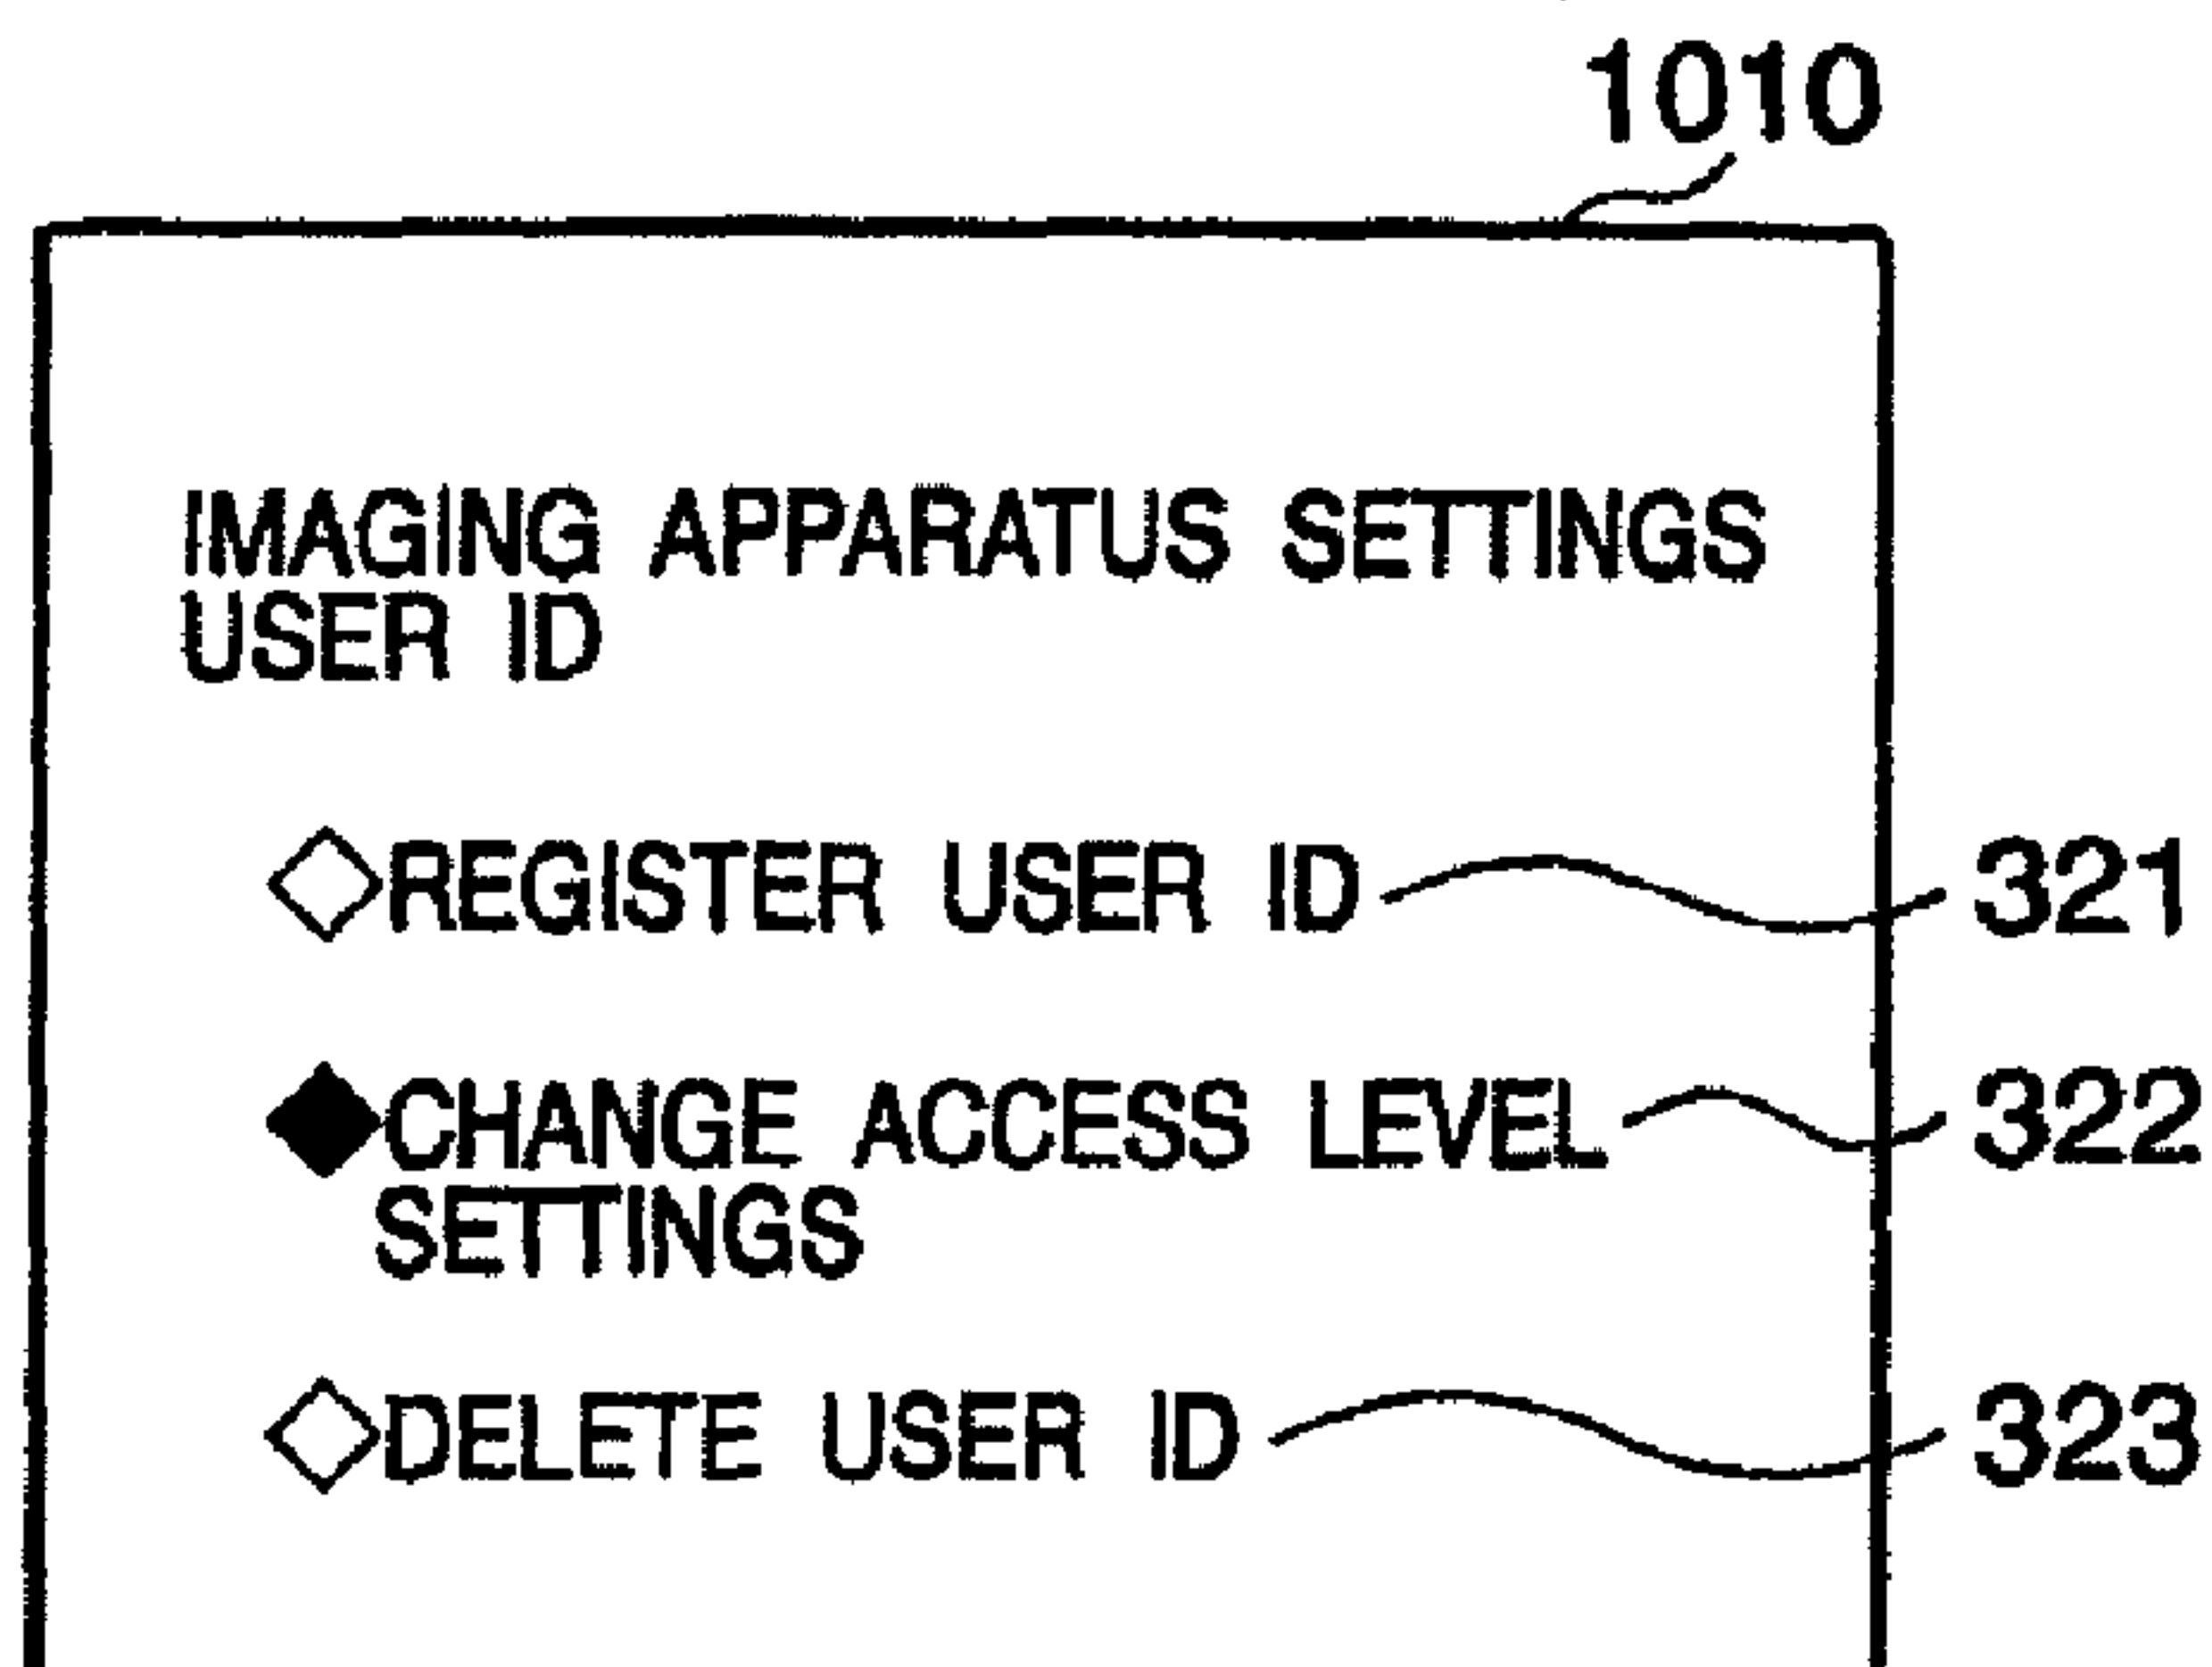 1010
IMAGING APPARATUS SETTINGS
USER ID
REGISTER USER ID 321
CHANGE ACCESS LEVEL 322
SETTINGS
DELETE USER ID 323